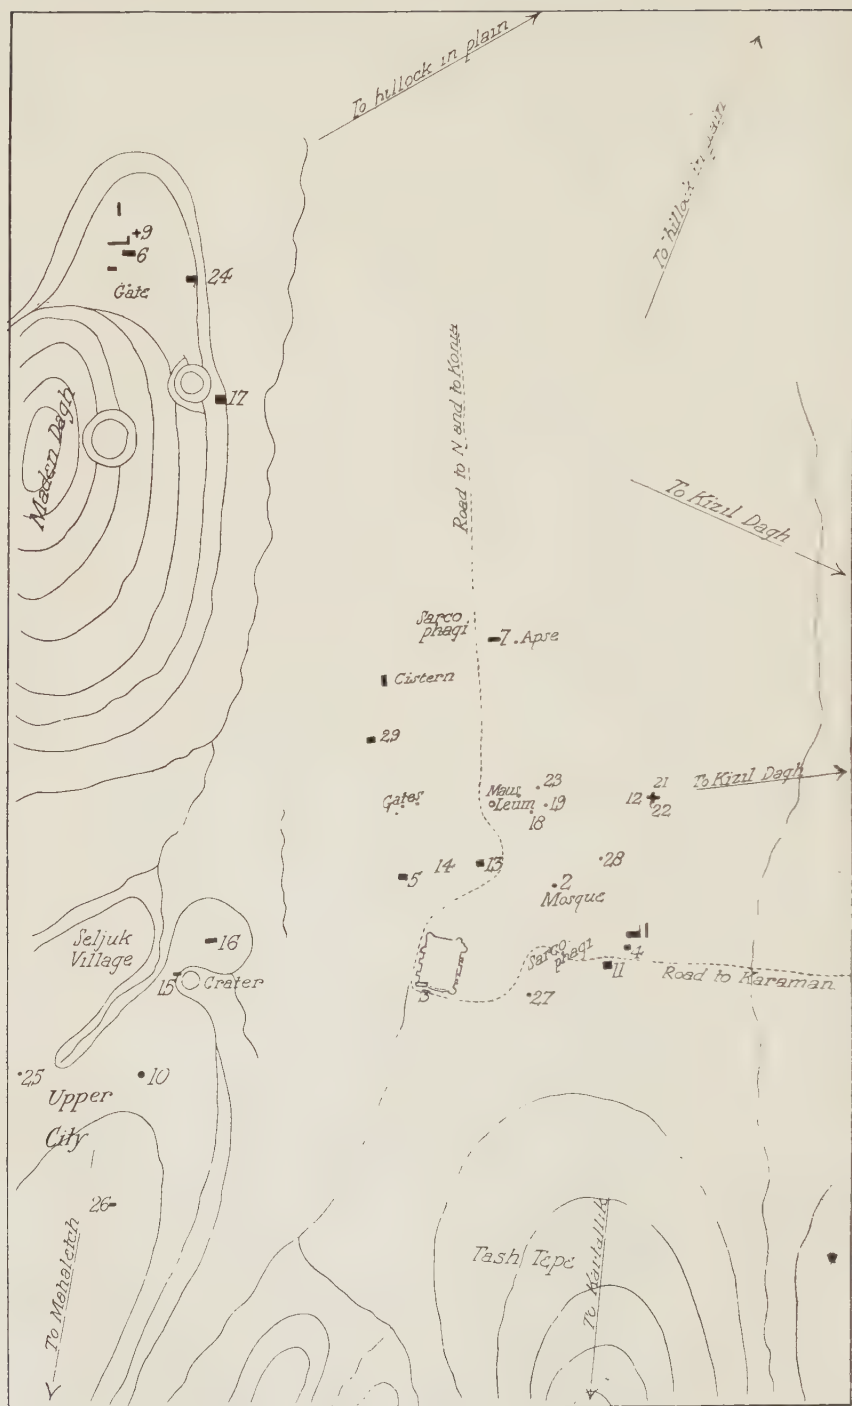 To hillock in plain
To hillock in plain
9
6
Gate
24
17
Maden Dagh
Road to N and to Konia
To Kizil Dagh
Sarco
phagi
7. Apse
Cistern
29
To Kizil Dagh
21
12
22
23
Maus
Leum
19
18
Gates
14
13
5
28
2
Mosque
Seljuk
Village
16
15
Crater
1
4
Sarco
phagi
11
Road to Karaman
3
27
25
10
Upper
City
26
To Mahaletch
Tash Tepe
To Kartallik